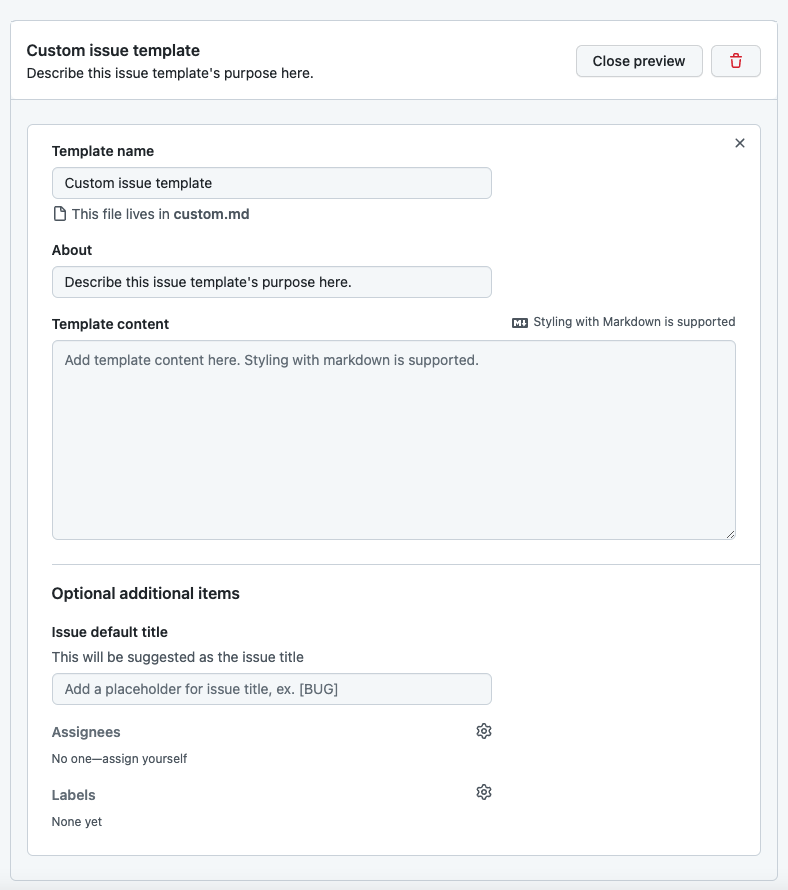 Custom issue template
Describe this issue template's purpose here.
Close preview
Template name
Custom issue template
This file lives in custom.md
About
Describe this issue template's purpose here.
Template content
Styling with Markdown is supported
Add template content here. Styling with markdown is supported.
Optional additional items
Issue default title
This will be suggested as the issue title
Add a placeholder for issue title, ex. [BUG]
Assignees
No one—assign yourself
Labels
None yet